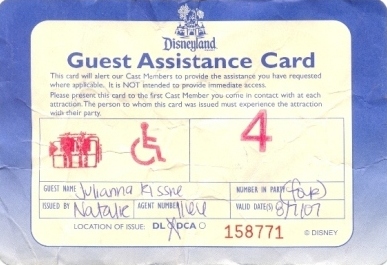 Disneyland
Guest Assistance Card
This card will alert our Cast Members to provide the assistance you have requested
where applicable. It is NOT intended to provide immediate access.
Please present this card to the first Cast Member you come in contact with at each
attraction. The person to whom this card was issued must experience the attraction
with their party.
4
GUEST NAME Julianna Kissne NUMBER IN PARTY (four)
ISSUED BY Natalie AGENT NUMBER VALID DATE(S) 8/7/07
LOCATION OF ISSUE: DL DCA
158771 © DISNEY